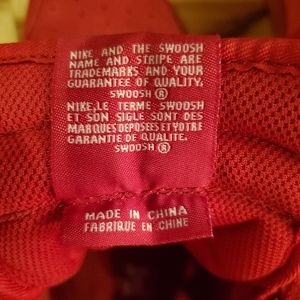 NIKE AND THE SWOOSH
NAME AND STRIPE ARE
TRADEMARKS AND YOUR
GUARANTEE OF QUALITY.
SWOOSH ®
NIKE, LE TERME SWOOSH
ET SON SIGLE SONT DES
MARQUES DÉPOSÉES ET VOTRE
GARANTIE DE QUALITE.
SWOOSH ®
MADE IN CHINA
FABRIQUE EN CHINE